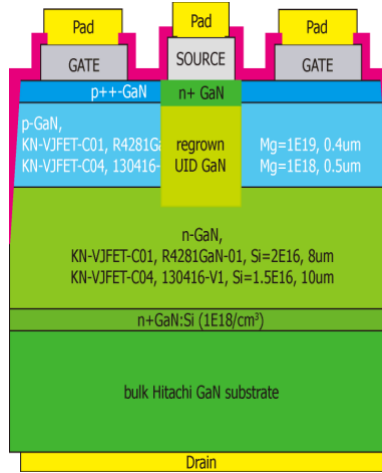 Pad
Pad
Pad
GATE
SOURCE
GATE
p++-GaN
n+ GaN
p-GaN,
KN-VJFET-C01, R4281Ga
Mg=1E19, 0.4um
KN-VJFET-C04, 130416-
Mg=1E18, 0.5um
regrown
UID GaN
n-GaN,
KN-VJFET-C01, R4281GaN-01, Si=2E16, 8um
KN-VJFET-C04, 130416-V1, Si=1.5E16, 10um
n+GaN:Si (1E18/cm³)
bulk Hitachi GaN substrate
Drain